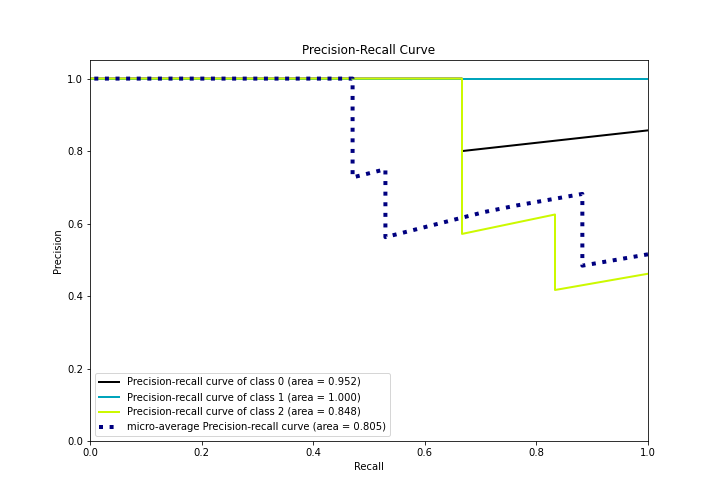 Precision-Recall Curve
1.0
0.8
0.6
0.4
0.2
0.0
Precision
Precision-recall curve of class 0 (area = 0.952)
Precision-recall curve of class 1 (area = 1.000)
Precision-recall curve of class 2 (area = 0.848)
micro-average Precision-recall curve (area = 0.805)
0.0 0.2 0.4 0.6 0.8 1.0
Recall